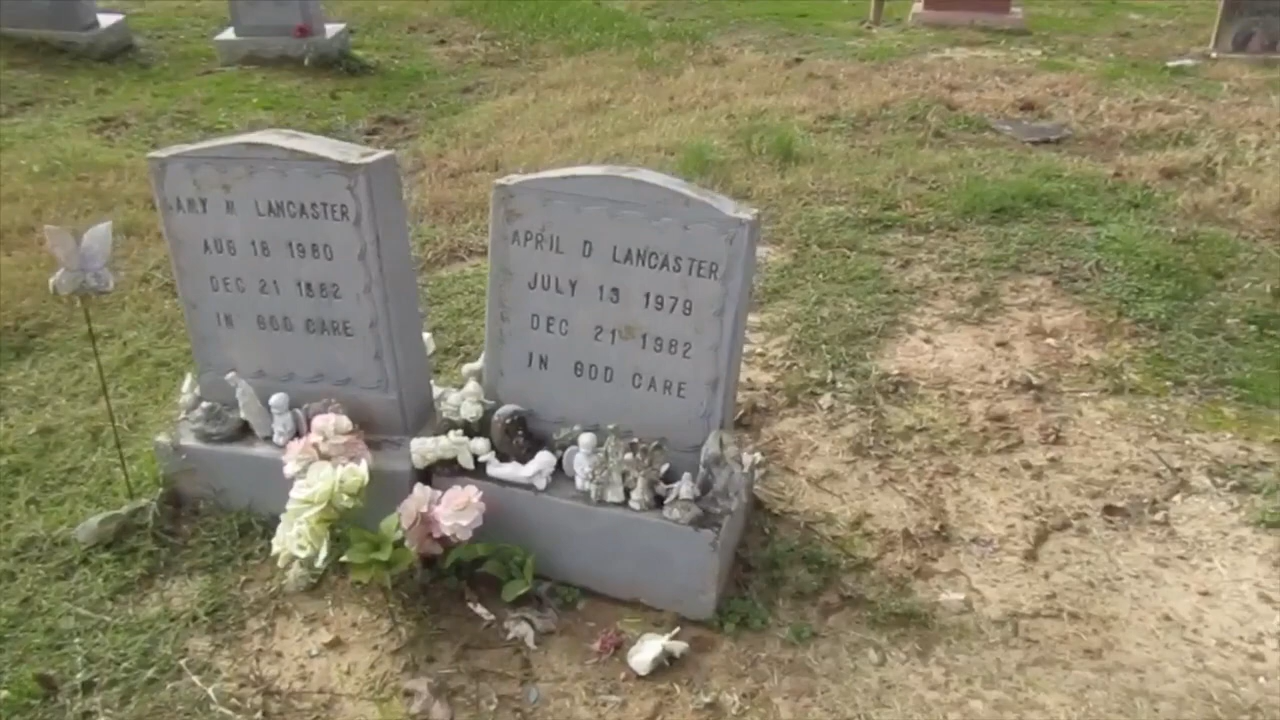 AMY M LANCASTER
AUG 18 1980
DEC 21 1982
IN GOD CARE
APRIL D LANCASTER
JULY 13 1979
DEC 21 1982
IN GOD CARE